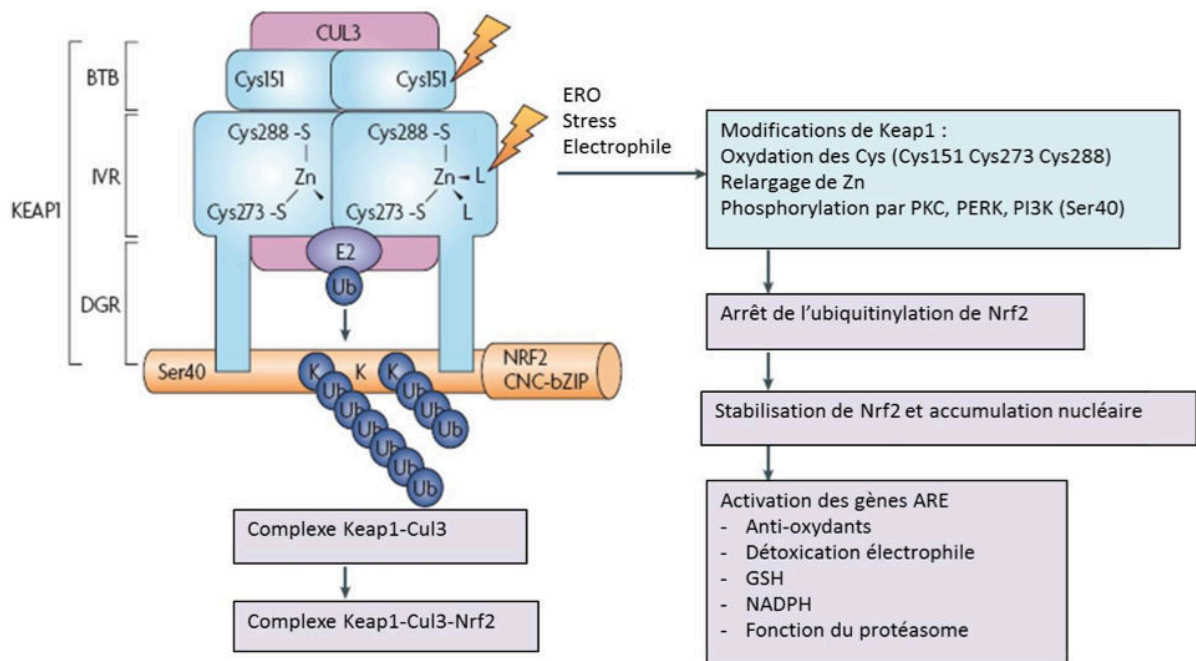 CUL3
BTB
Cys151
Cys151
KEAP1
IVR
Cys288 -S
Cys288 -S
Zn
Zn
L
Cys273 -S
Cys273 -S
L
E2
Ub
DGR
Ser40
K
K
K
NRF2
CNC-bZIP
Ub
Ub
Ub
Ub
Ub
Ub
Ub
Ub
Complexe Keap1-Cul3
Complexe Keap1-Cul3-Nrf2
ERO
Stress
Electrophile
Modifications de Keap1 :
Oxydation des Cys (Cys151 Cys273 Cys288)
Relargage de Zn
Phosphorylation par PKC, PERK, PI3K (Ser40)
Arrêt de l'ubiquitinylation de Nrf2
Stabilisation de Nrf2 et accumulation nucléaire
Activation des gènes ARE
- Anti-oxydants
- Détoxication électrophile
- GSH
- NADPH
- Fonction du protéasome